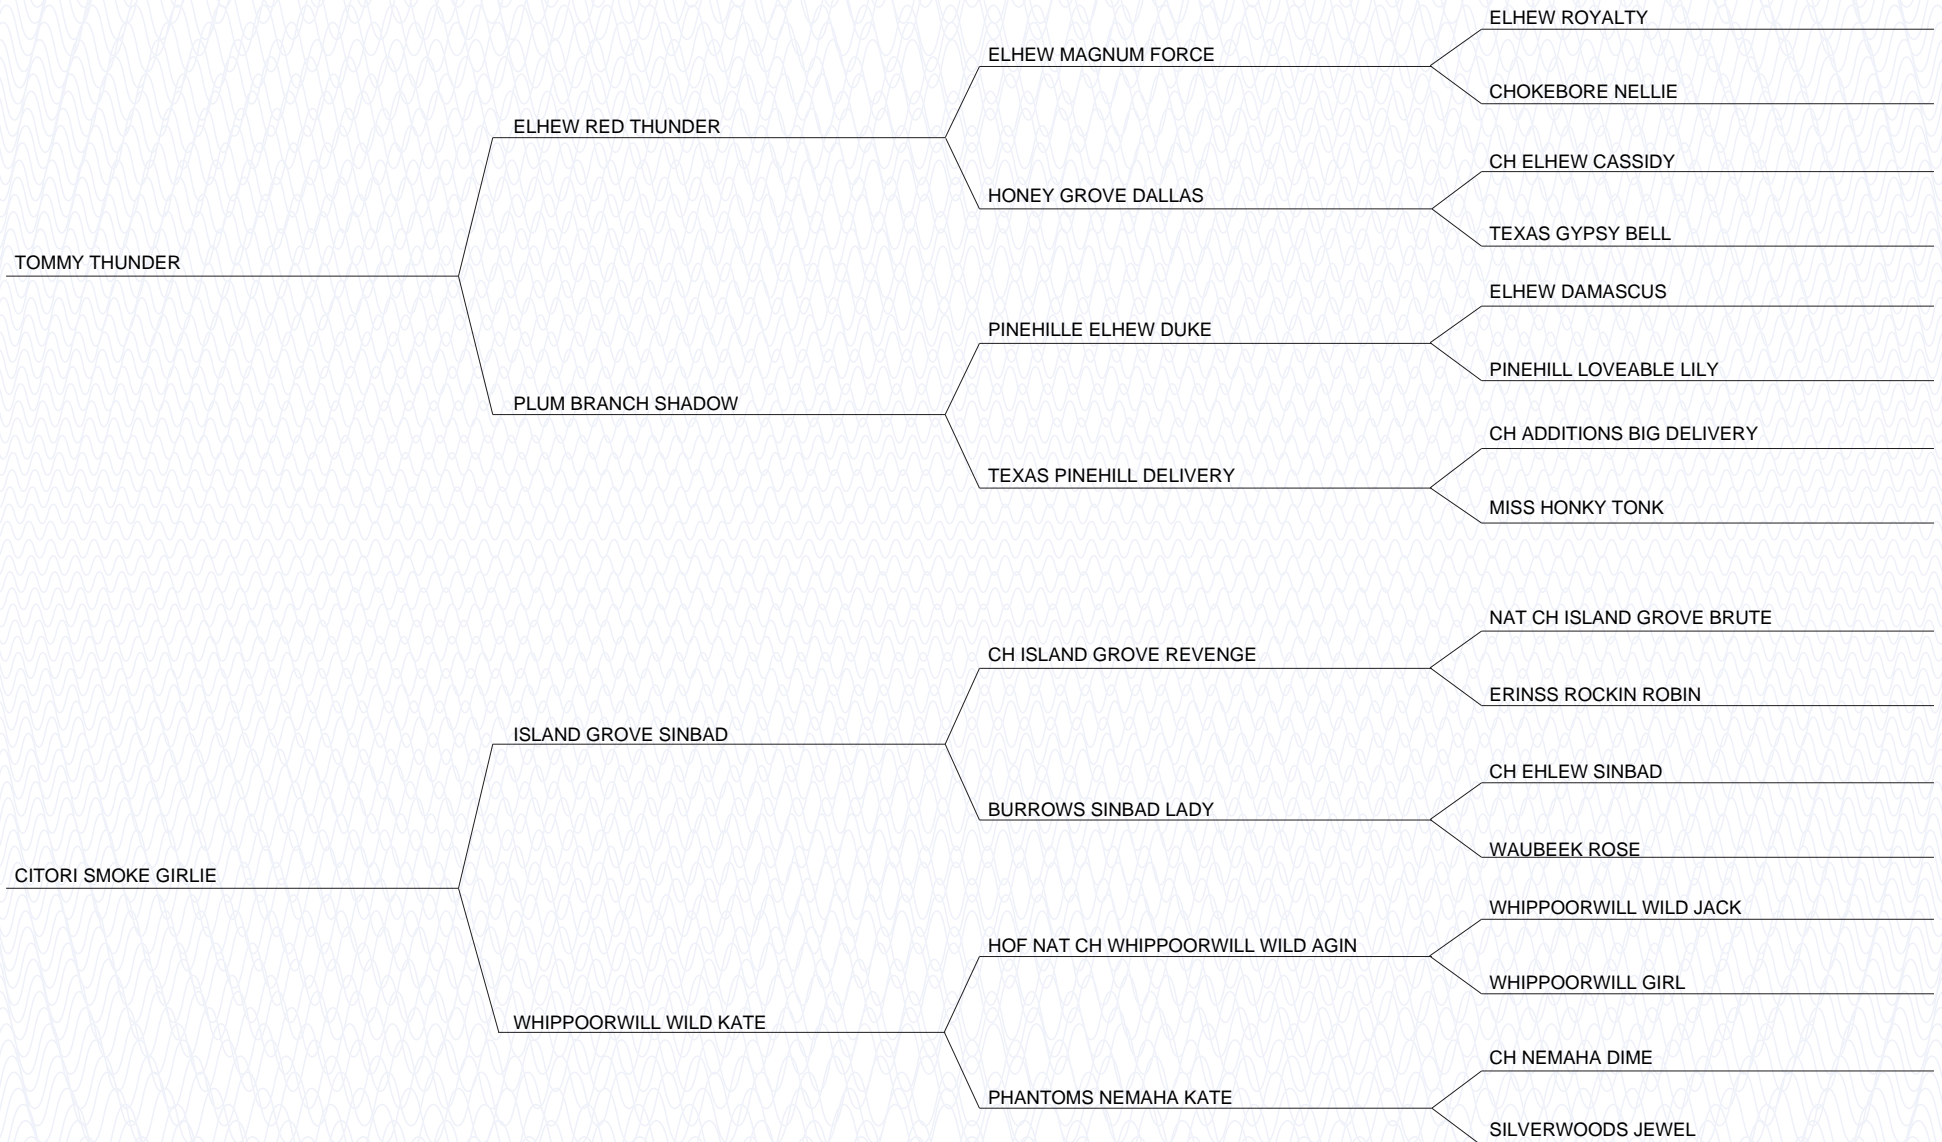 ELHEW ROYALTY
ELHEW MAGNUM FORCE
CHOKEBORE NELLIE
ELHEW RED THUNDER
CH ELHEW CASSIDY
HONEY GROVE DALLAS
TEXAS GYPSY BELL
TOMMY THUNDER
ELHEW DAMASCUS
PINEHILLE ELHEW DUKE
PINEHILL LOVEABLE LILY
PLUM BRANCH SHADOW
CH ADDITIONS BIG DELIVERY
TEXAS PINEHILL DELIVERY
MISS HONKY TONK
NAT CH ISLAND GROVE BRUTE
CH ISLAND GROVE REVENGE
ERINSS ROCKIN ROBIN
ISLAND GROVE SINBAD
CH EHLEW SINBAD
BURROWS SINBAD LADY
WAUBEEK ROSE
CITORI SMOKE GIRLIE
WHIPPOORWILL WILD JACK
HOF NAT CH WHIPPOORWILL WILD AGIN
WHIPPOORWILL GIRL
WHIPPOORWILL WILD KATE
CH NEMAHA DIME
PHANTOMS NEMAHA KATE
SILVERWOODS JEWEL